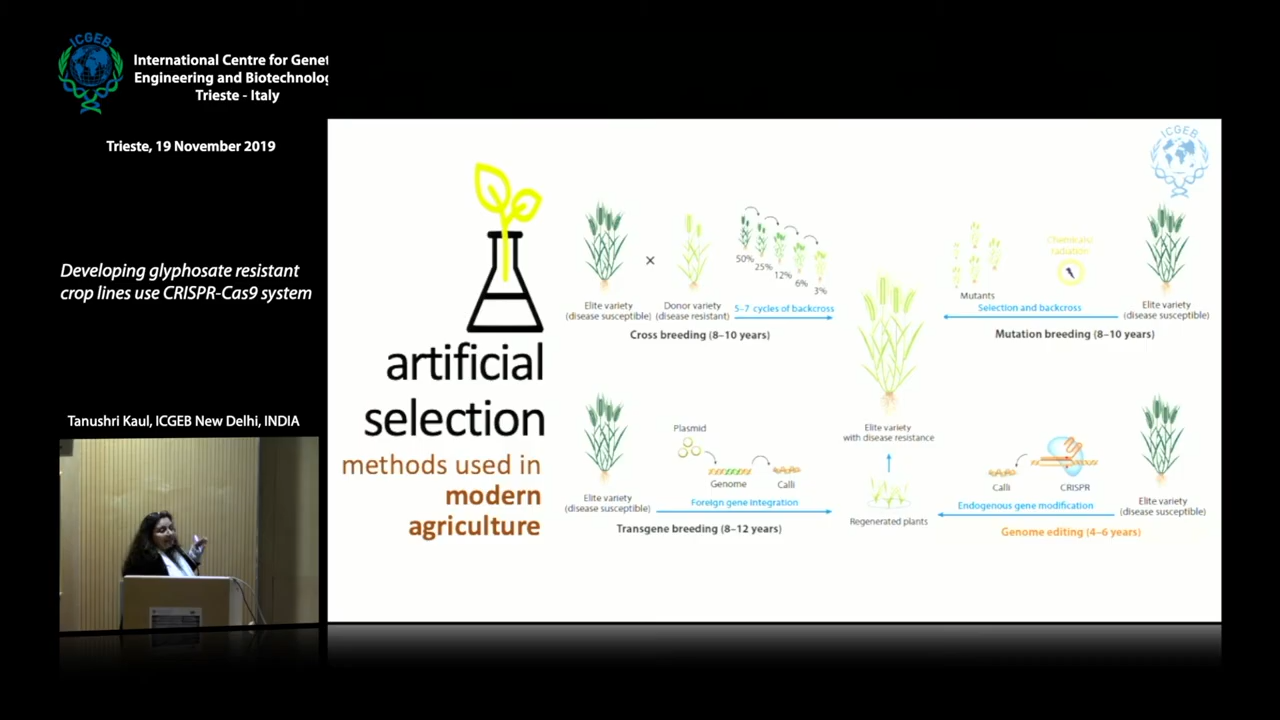 ICGEB
International Centre for Genet
Engineering and Biotechnolog
Trieste - Italy
Trieste, 19 November 2019
Developing glyphosate resistant
crop lines use CRISPR-Cas9 system
Tanushri Kaul, ICGEB New Delhi, INDIA
artificial
selection
methods used in
modern
agriculture
ICGEB
Elite variety
(disease susceptible)
×
Donor variety
(disease resistant)
50%
25%
12%
6%
3%
5–7 cycles of backcross
Cross breeding (8–10 years)
Mutants
Chemicals/
radiation
Selection and backcross
Elite variety
(disease susceptible)
Mutation breeding (8–10 years)
Elite variety
with disease resistance
Regenerated plants
Elite variety
(disease susceptible)
Plasmid
Genome
Calli
Foreign gene integration
Transgene breeding (8–12 years)
Calli
CRISPR
Endogenous gene modification
Elite variety
(disease susceptible)
Genome editing (4–6 years)